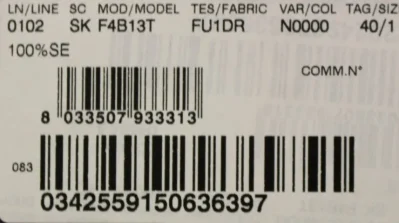 LN/LINE SC MOD/MODEL TES/FABRIC VAR/COL TAG/SIZ
0102 SK F4B13T FU1DR N0000 40/1
100%SE
COMM.N°
8 033507 933313
083
0342559150636397